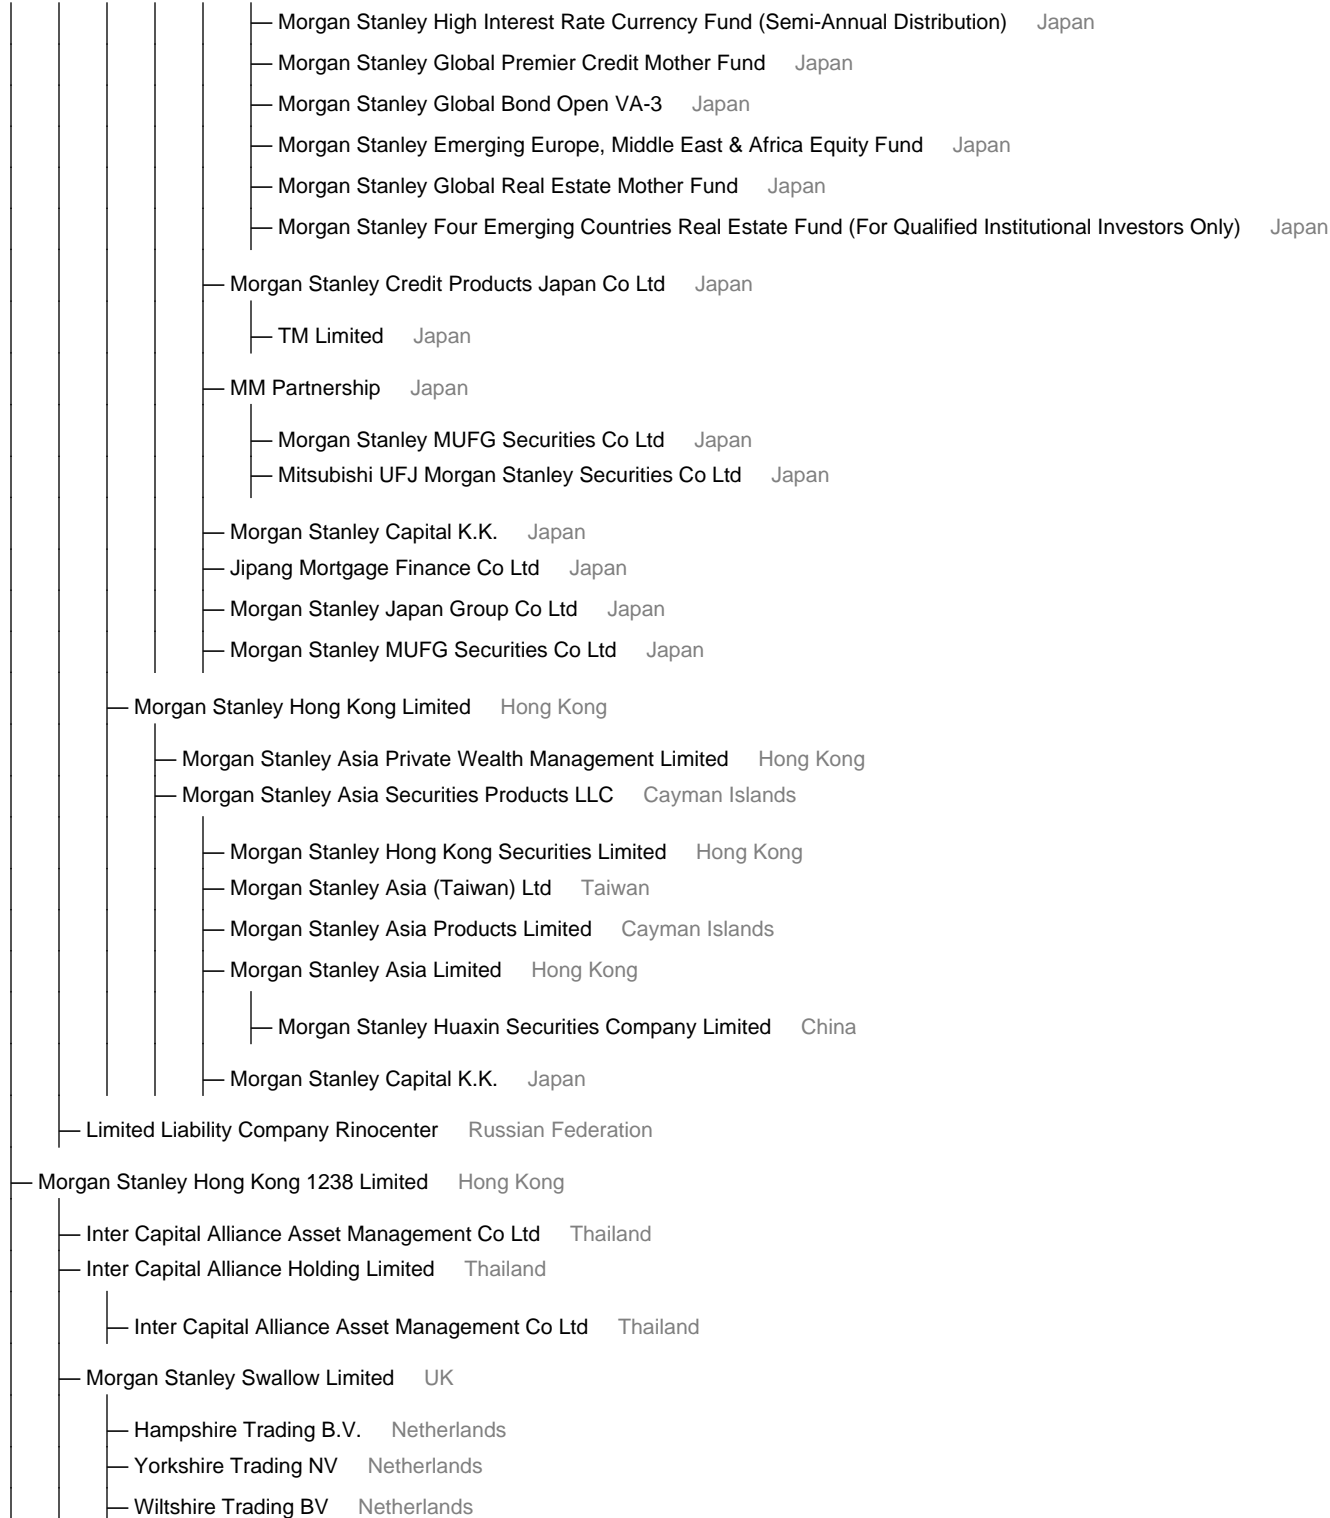 Morgan Stanley High Interest Rate Currency Fund (Semi-Annual Distribution) Japan
Morgan Stanley Global Premier Credit Mother Fund Japan
Morgan Stanley Global Bond Open VA-3 Japan
Morgan Stanley Emerging Europe, Middle East & Africa Equity Fund Japan
Morgan Stanley Global Real Estate Mother Fund Japan
Morgan Stanley Four Emerging Countries Real Estate Fund (For Qualified Institutional Investors Only) Japan
Morgan Stanley Credit Products Japan Co Ltd Japan
TM Limited Japan
MM Partnership Japan
Morgan Stanley MUFG Securities Co Ltd Japan
Mitsubishi UFJ Morgan Stanley Securities Co Ltd Japan
Morgan Stanley Capital K.K. Japan
Jipang Mortgage Finance Co Ltd Japan
Morgan Stanley Japan Group Co Ltd Japan
Morgan Stanley MUFG Securities Co Ltd Japan
Morgan Stanley Hong Kong Limited Hong Kong
Morgan Stanley Asia Private Wealth Management Limited Hong Kong
Morgan Stanley Asia Securities Products LLC Cayman Islands
Morgan Stanley Hong Kong Securities Limited Hong Kong
Morgan Stanley Asia (Taiwan) Ltd Taiwan
Morgan Stanley Asia Products Limited Cayman Islands
Morgan Stanley Asia Limited Hong Kong
Morgan Stanley Huaxin Securities Company Limited China
Morgan Stanley Capital K.K. Japan
Limited Liability Company Rinocenter Russian Federation
Morgan Stanley Hong Kong 1238 Limited Hong Kong
Inter Capital Alliance Asset Management Co Ltd Thailand
Inter Capital Alliance Holding Limited Thailand
Inter Capital Alliance Asset Management Co Ltd Thailand
Morgan Stanley Swallow Limited UK
Hampshire Trading B.V. Netherlands
Yorkshire Trading NV Netherlands
Wiltshire Trading BV Netherlands